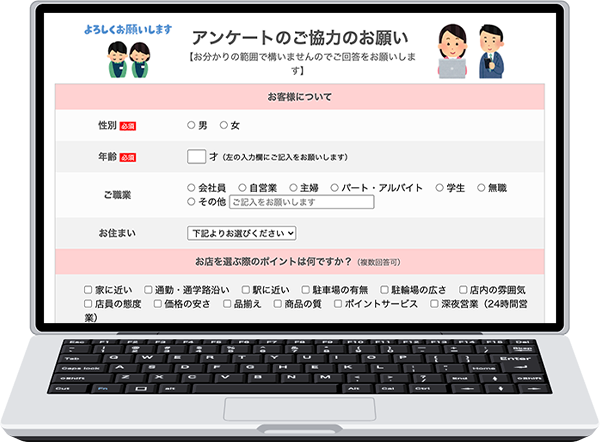 よろしくお願いします
アンケートのご協力のお願い
【お分かりの範囲で構いませんのでご回答をお願いしま
す】
お客様について
性別 必須 男 女
年齢 必須 才 (左の入力欄にご記入をお願いします)
ご職業 会社員 自営業 主婦 パート・アルバイト 学生 無職
その他 ご記入をお願いします
お住まい 下記よりお選びください
お店を選ぶ際のポイントは何ですか？ (複数回答可)
家に近い 通勤・通学路沿い 駅に近い 駐車場の有無 駐輪場の広さ 店内の雰囲気
店員の態度 価格の安さ 品揃え 商品の質 ポイントサービス 深夜営業（24時間営
業）
Esc F1 F2 F3 F4 F5 F6 F7 F8 F9 F10
Tab Q W E R T Y U I O P Enter
Caps lock A S D F G H J K L Home
Shift Z X C V B N M End Shift
Cut Fn alt Alt Cal Ctrl